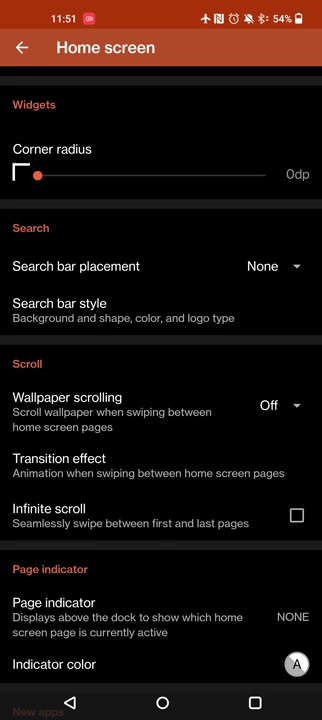 11:51
54%
Home screen
Widgets
Corner radius
0dp
Search
Search bar placement
None
Search bar style
Background and shape, color, and logo type
Scroll
Wallpaper scrolling
Scroll wallpaper when swiping between
home screen pages
Off
Transition effect
Animation when swiping between home screen pages
Infinite scroll
Seamlessly swipe between first and last pages
Page indicator
Page indicator
Displays above the dock to show which home
screen page is currently active
NONE
Indicator color
A
New apps